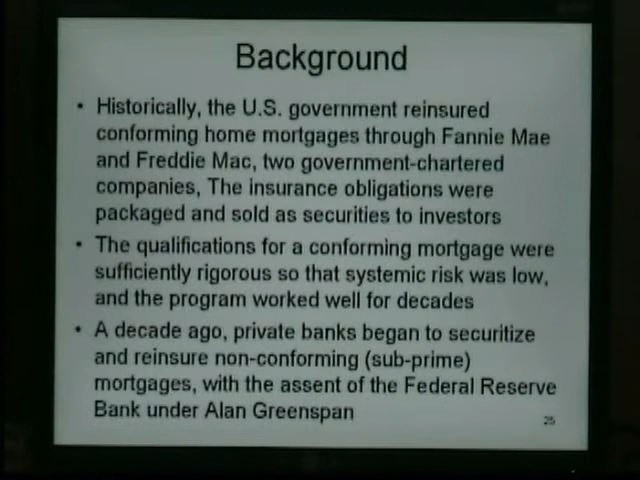 Background
• Historically, the U.S. government reinsured
conforming home mortgages through Fannie Mae
and Freddie Mac, two government-chartered
companies, The insurance obligations were
packaged and sold as securities to investors
• The qualifications for a conforming mortgage were
sufficiently rigorous so that systemic risk was low,
and the program worked well for decades
• A decade ago, private banks began to securitize
and reinsure non-conforming (sub-prime)
mortgages, with the assent of the Federal Reserve
Bank under Alan Greenspan
25